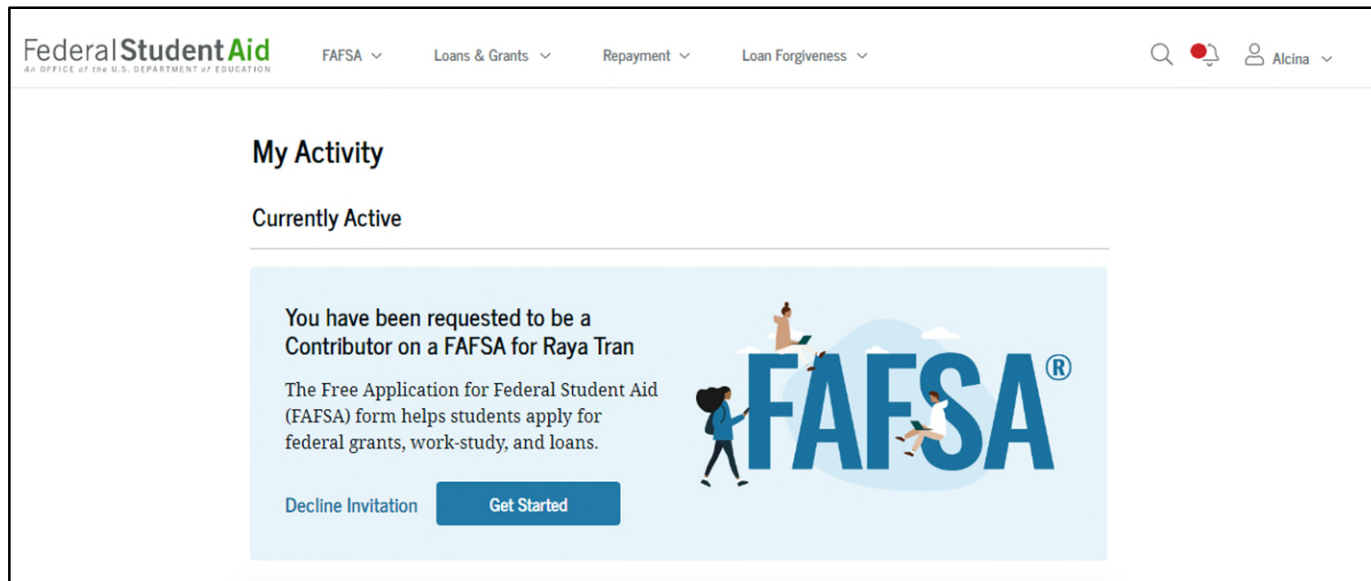 Federal Student Aid
An OFFICE of the U.S. DEPARTMENT of EDUCATION
FAFSA
Loans & Grants
Repayment
Loan Forgiveness
Alcina
My Activity
Currently Active
You have been requested to be a
Contributor on a FAFSA for Raya Tran
The Free Application for Federal Student Aid
(FAFSA) form helps students apply for
federal grants, work-study, and loans.
Decline Invitation
Get Started
FAFSA®